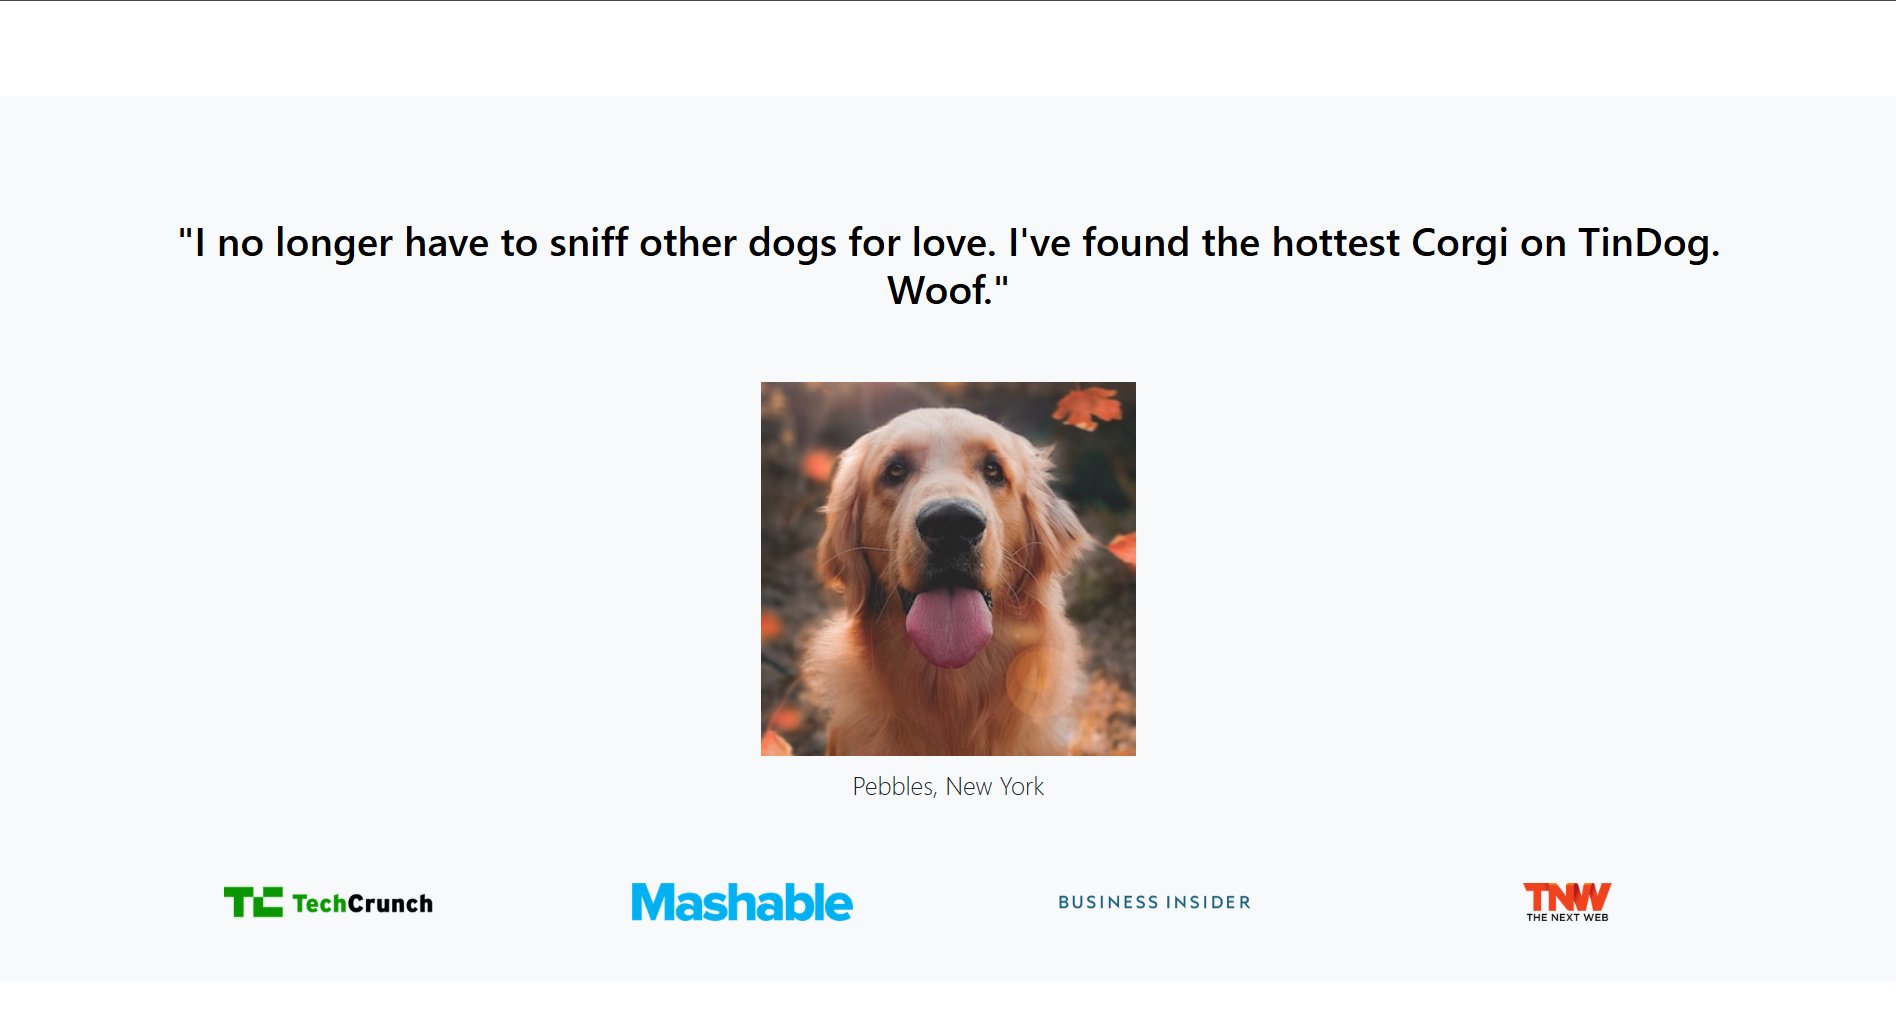 "I no longer have to sniff other dogs for love. I've found the hottest Corgi on TinDog.
Woof."
Pebbles, New York
TC TechCrunch
Mashable
BUSINESS INSIDER
TNW
THE NEXT WEB